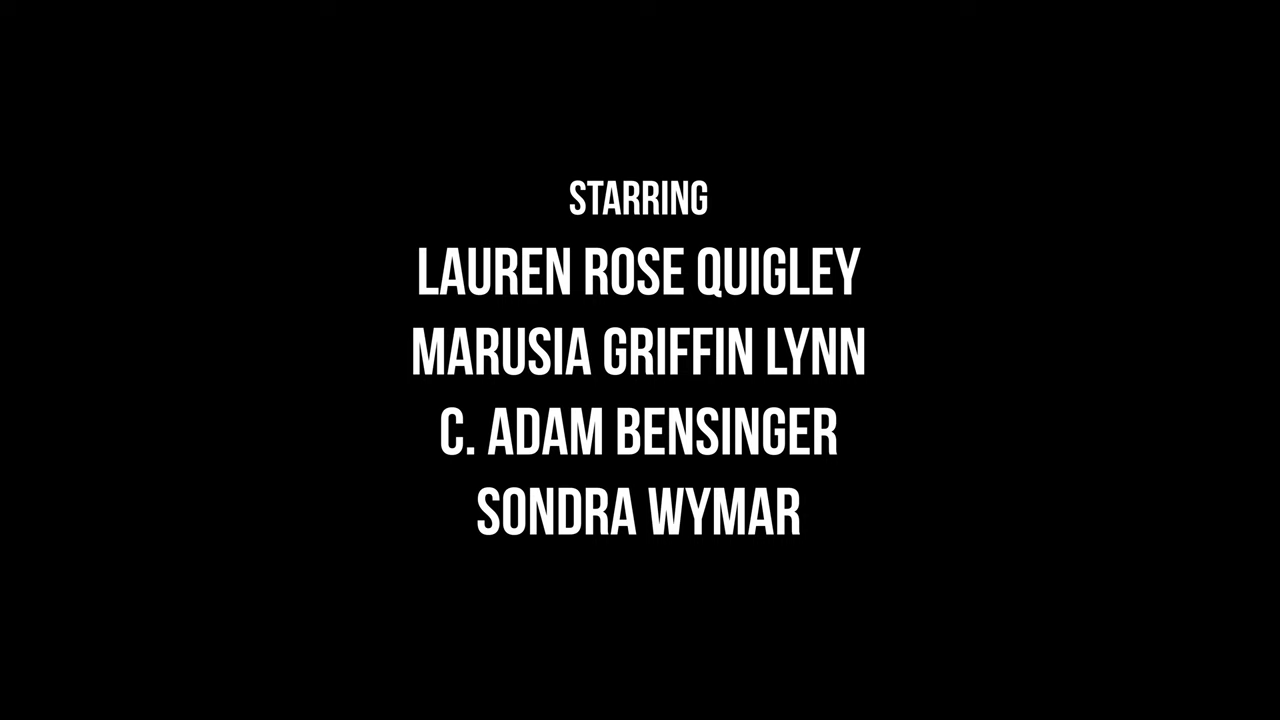 STARRING
LAUREN ROSE QUIGLEY
MARUSIA GRIFFIN LYNN
C. ADAM BENSINGER
SONDRA WYMAR